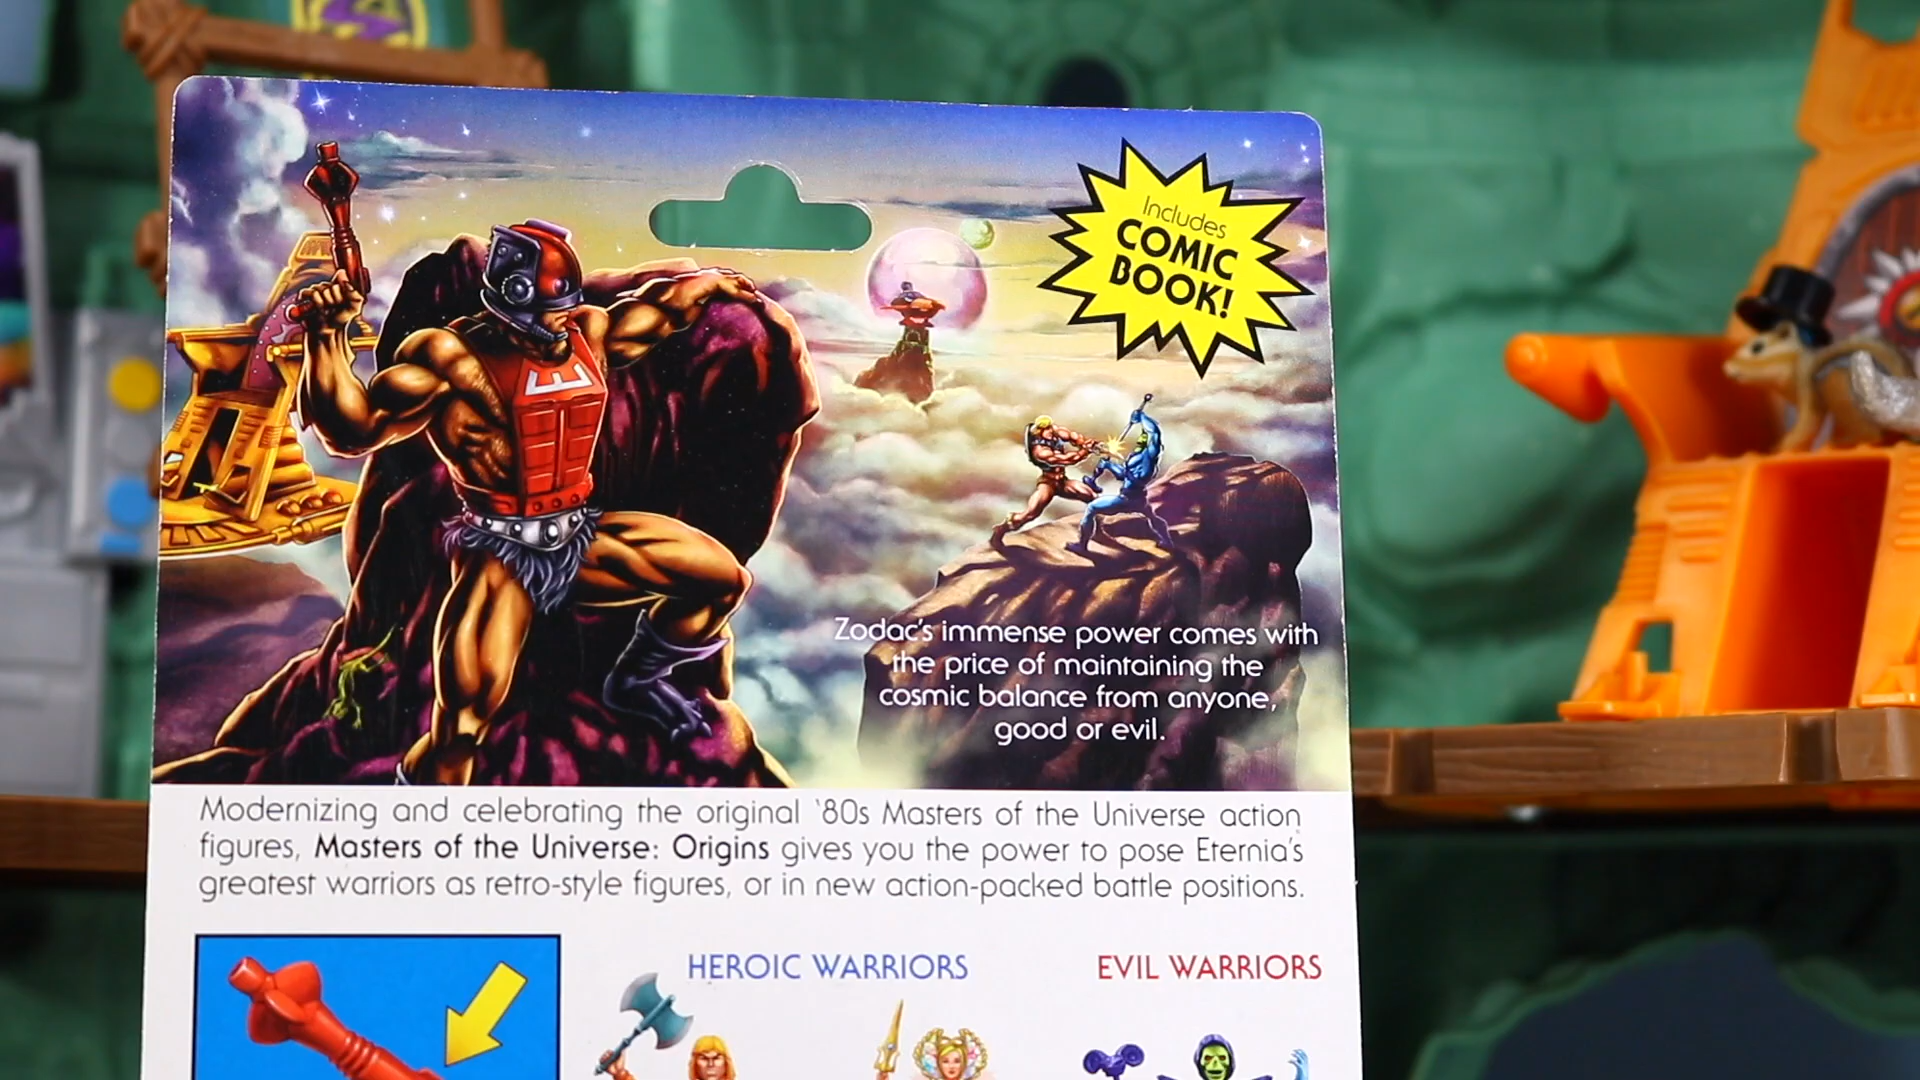 Includes
COMIC
BOOK!
Zodac's immense power comes with
the price of maintaining the
cosmic balance from anyone,
good or evil.
Modernizing and celebrating the original '80s Masters of the Universe action
figures, Masters of the Universe: Origins gives you the power to pose Eternia's
greatest warriors as retro-style figures, or in new action-packed battle positions.
HEROIC WARRIORS
EVIL WARRIORS